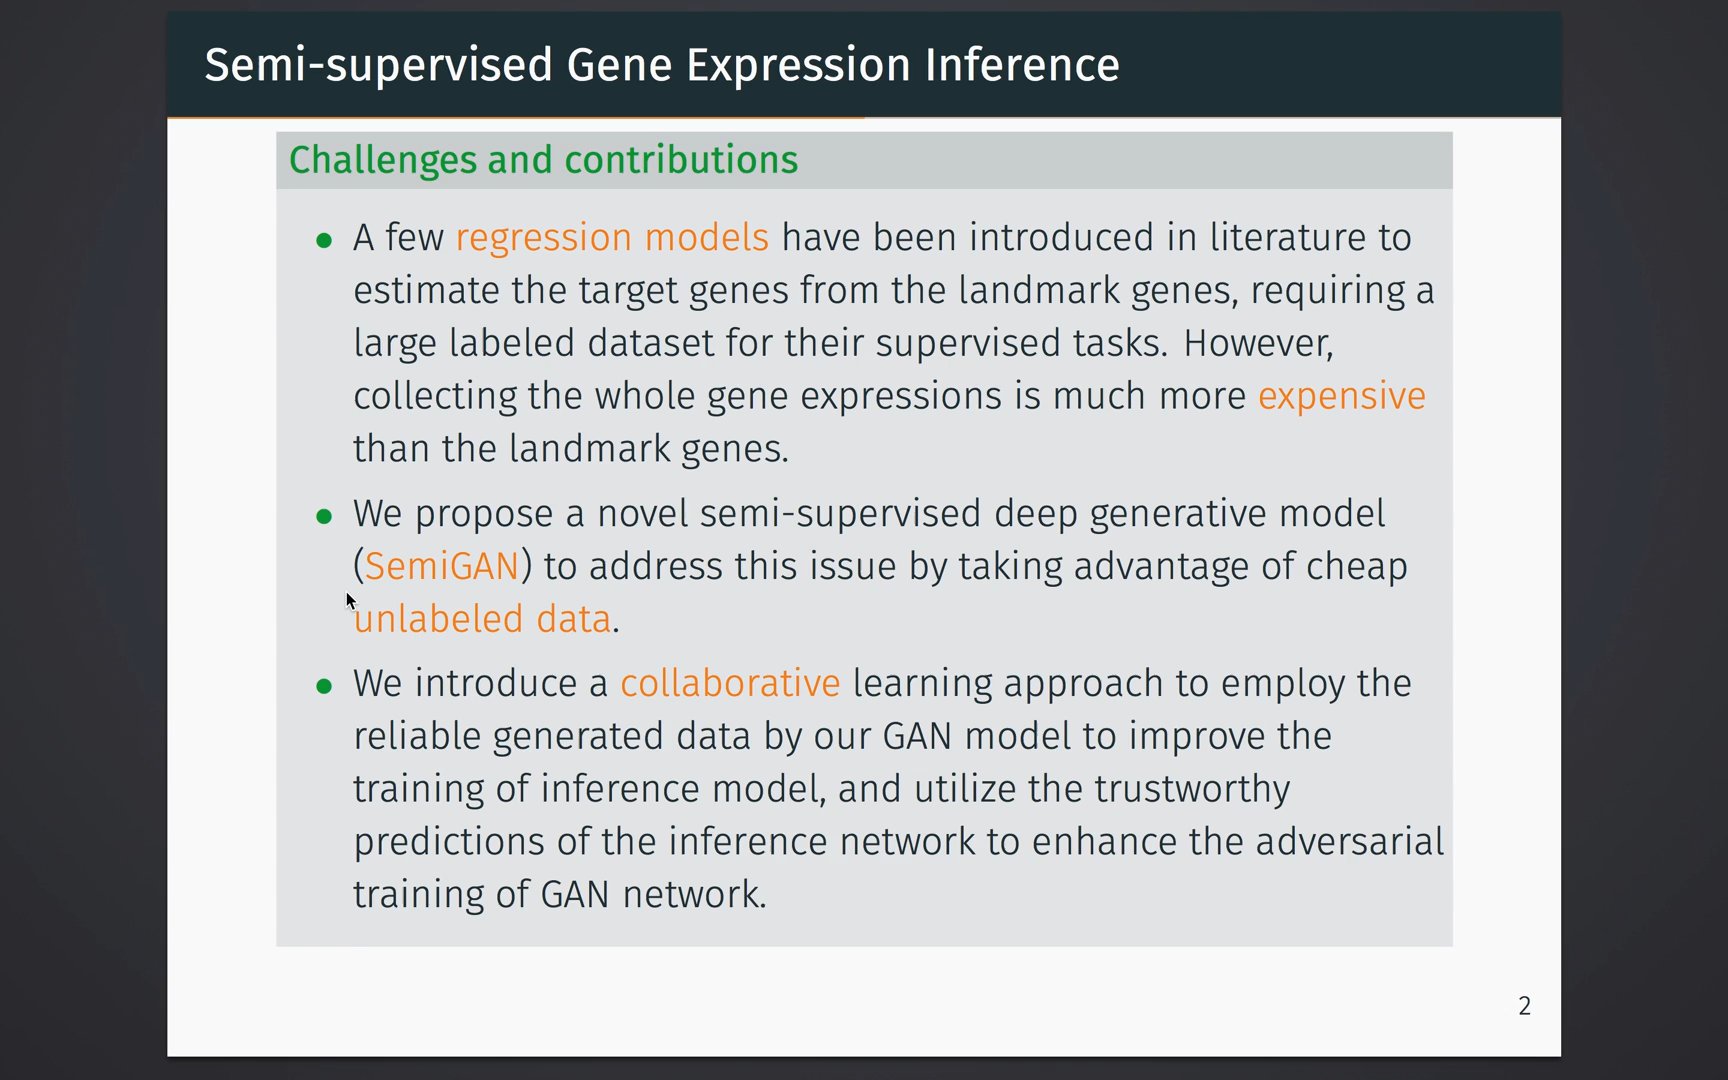 Semi-supervised Gene Expression Inference
Challenges and contributions
A few regression models have been introduced in literature to
estimate the target genes from the landmark genes, requiring a
large labeled dataset for their supervised tasks. However,
collecting the whole gene expressions is much more expensive
than the landmark genes.
We propose a novel semi-supervised deep generative model
(SemiGAN) to address this issue by taking advantage of cheap
unlabeled data.
We introduce a collaborative learning approach to employ the
reliable generated data by our GAN model to improve the
training of inference model, and utilize the trustworthy
predictions of the inference network to enhance the adversarial
training of GAN network.
2